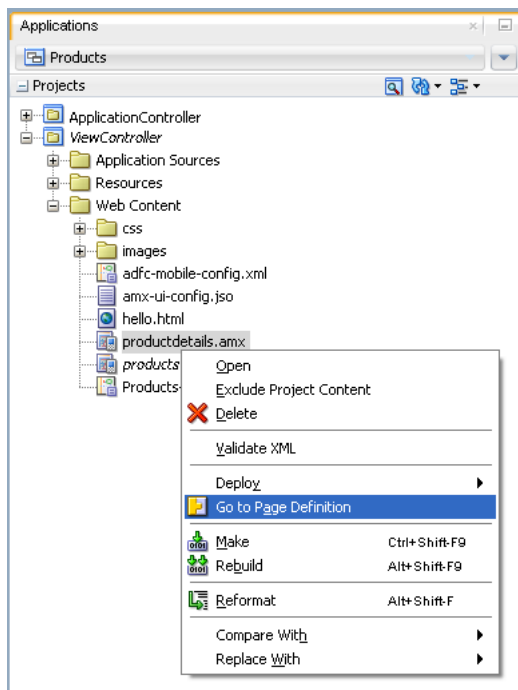 Applications
Products
Projects
ApplicationController
ViewController
Application Sources
Resources
Web Content
css
images
adfc-mobile-config.xml
amx-ui-config.jso
hello.html
productdetails.amx
products
Products-
Open
Exclude Project Content
Delete
Validate XML
Deploy
Go to Page Definition
Make Ctrl+Shift-F9
Rebuild Alt+Shift-F9
Reformat Alt+Shift-F
Compare With
Replace With